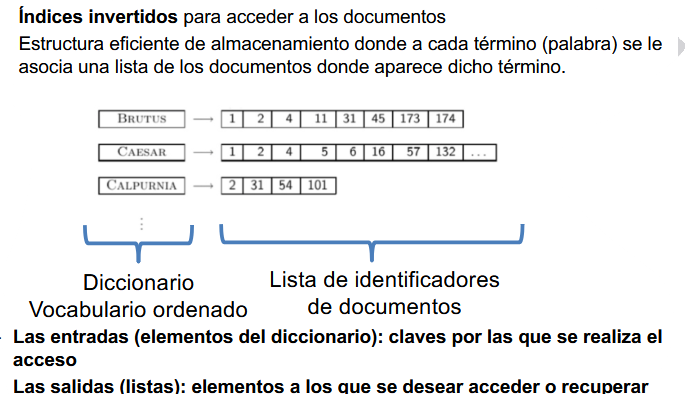 Índices invertidos para acceder a los documentos
Estructura eficiente de almacenamiento donde a cada término (palabra) se le
asocia una lista de los documentos donde aparece dicho término.
BRUTUS → 1 2 4 11 31 45 173 174
CAESAR → 1 2 4 5 6 16 57 132 ...
CALPURNIA → 2 31 54 101
⋮
Diccionario
Vocabulario ordenado
Lista de identificadores
de documentos
Las entradas (elementos del diccionario): claves por las que se realiza el
acceso
Las salidas (listas): elementos a los que se desear acceder o recuperar